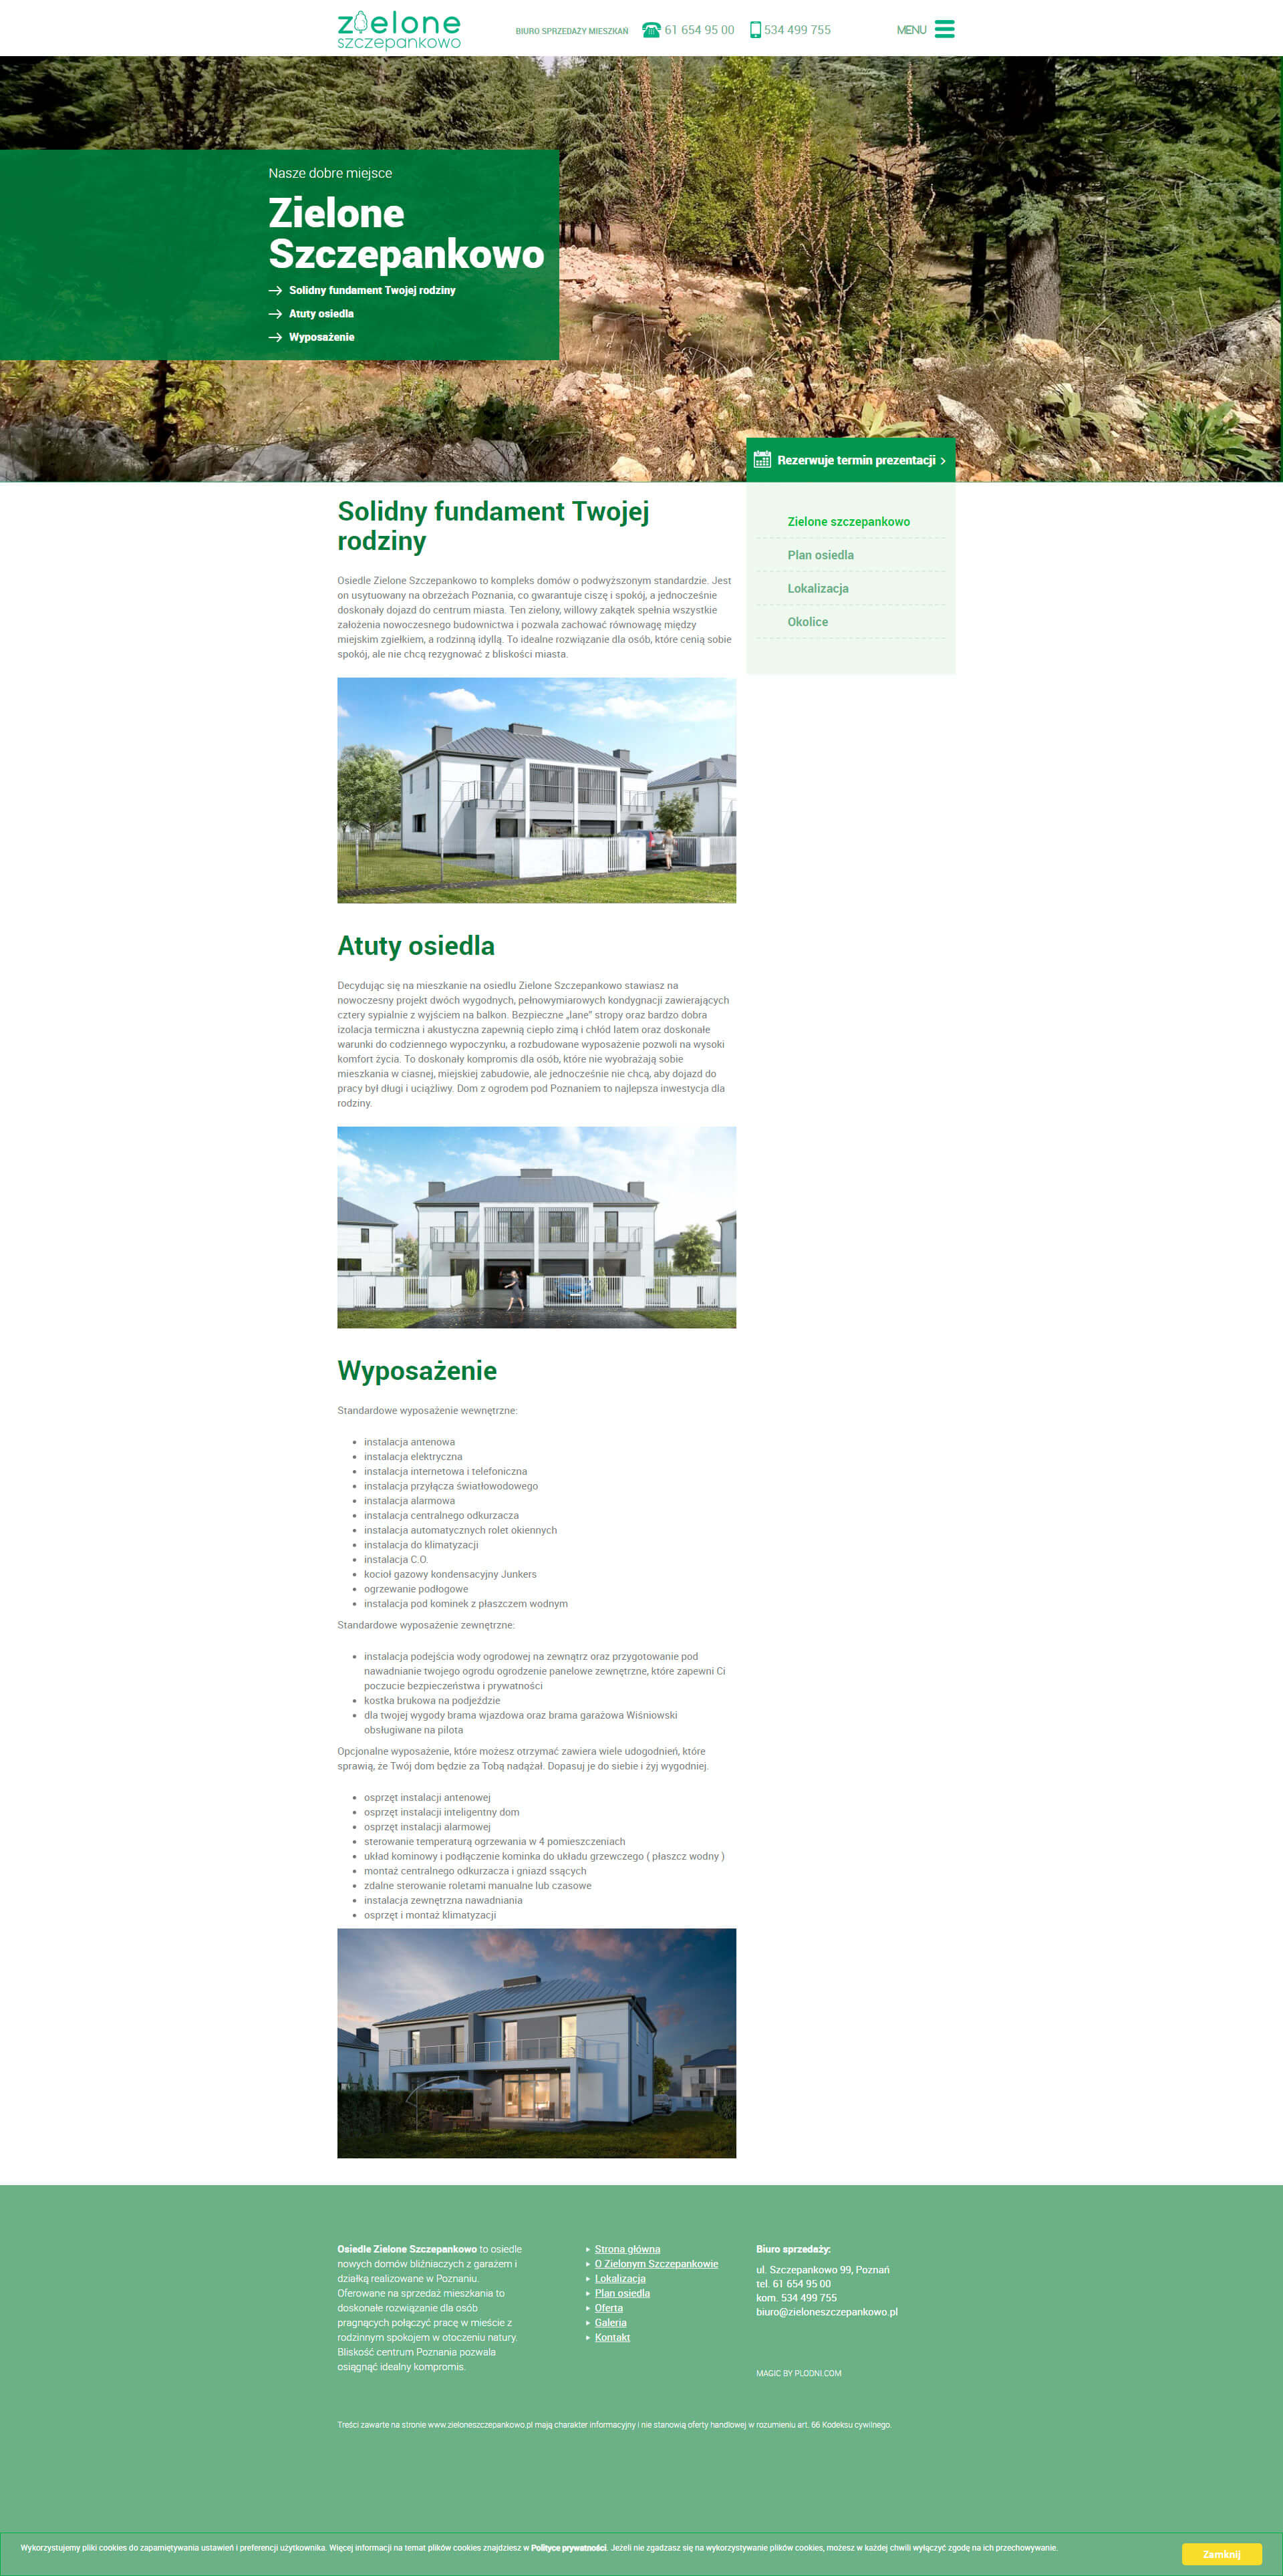 zielone
szczepankowo
BIURO SPRZEDAŻY MIESZKAŃ
61 654 95 00
534 499 755
MENU
Nasze dobre miejsce
Zielone
Szczepankowo
Solidny fundament Twojej rodziny
Atuty osiedla
Wyposażenie
Rezerwuje termin prezentacji
Solidny fundament Twojej
rodziny
Osiedle Zielone Szczepankowo to kompleks domów o podwyższonym standardzie. Jest
on usytuowany na obrzeżach Poznania, co gwarantuje ciszę i spokój, a jednocześnie
doskonały dojazd do centrum miasta. Ten zielony, willowy zakątek spełnia wszystkie
założenia nowoczesnego budownictwa i pozwala zachować równowagę między
miejskim zgiełkiem, a rodzinną idyllą. To idealne rozwiązanie dla osób, które cenią sobie
spokój, ale nie chcą rezygnować z bliskości miasta.
Zielone szczepankowo
Plan osiedla
Lokalizacja
Okolice
Atuty osiedla
Decydując się na mieszkanie na osiedlu Zielone Szczepankowo stawiasz na
nowoczesny projekt dwóch wygodnych, pełnowymiarowych kondygnacji zawierających
cztery sypialnie z wyjściem na balkon. Bezpieczne „lane” stropy oraz bardzo dobra
izolacja termiczna i akustyczna zapewnią ciepło zimą i chłód latem oraz doskonałe
warunki do codziennego wypoczynku, a rozbudowane wyposażenie pozwoli na wysoki
komfort życia. To doskonały kompromis dla osób, które nie wyobrażają sobie
mieszkania w ciasnej, miejskiej zabudowie, ale jednocześnie nie chcą, aby dojazd do
pracy był długi i uciążliwy. Dom z ogrodem pod Poznaniem to najlepsza inwestycja dla
rodziny.
Wyposażenie
Standardowe wyposażenie wewnętrzne:
instalacja antenowa
instalacja elektryczna
instalacja internetowa i telefoniczna
instalacja przyłącza światłowodowego
instalacja alarmowa
instalacja centralnego odkurzacza
instalacja automatycznych rolet okiennych
instalacja do klimatyzacji
instalacja C.O.
kocioł gazowy kondensacyjny Junkers
ogrzewanie podłogowe
instalacja pod kominek z płaszczem wodnym
Standardowe wyposażenie zewnętrzne:
instalacja podejścia wody ogrodowej na zewnątrz oraz przygotowanie pod
nawadnianie twojego ogrodu ogrodzenie panelowe zewnętrzne, które zapewni Ci
poczucie bezpieczeństwa i prywatności
kostka brukowa na podjeździe
dla twojej wygody brama wjazdowa oraz brama garażowa Wiśniowski
obsługiwane na pilota
Opcjonalne wyposażenie, które możesz otrzymać zawiera wiele udogodnień, które
sprawią, że Twój dom będzie za Tobą nadążał. Dopasuj je do siebie i żyj wygodniej.
osprzęt instalacji antenowej
osprzęt instalacji inteligentny dom
osprzęt instalacji alarmowej
sterowanie temperaturą ogrzewania w 4 pomieszczeniach
układ kominowy i podłączenie kominka do układu grzewczego ( płaszcz wodny )
montaż centralnego odkurzacza i gniazd ssących
zdalne sterowanie roletami manualne lub czasowe
instalacja zewnętrzna nawadniania
osprzęt i montaż klimatyzacji
Osiedle Zielone Szczepankowo to osiedle
nowych domów bliźniaczych z garażem i
działką realizowane w Poznaniu.
Oferowane na sprzedaż mieszkania to
doskonałe rozwiązanie dla osób
pragnących połączyć pracę w mieście z
rodzinnym spokojem w otoczeniu natury.
Bliskość centrum Poznania pozwala
osiągnąć idealny kompromis.
Strona główna
O Zielonym Szczepankowie
Lokalizacja
Plan osiedla
Oferta
Galeria
Kontakt
Biuro sprzedaży:
ul. Szczepankowo 99, Poznań
tel. 61 654 95 00
kom. 534 499 755
biuro@zieloneszczepankowo.pl
MAGIC BY PLODNI.COM
Treści zawarte na stronie www.zieloneszczepankowo.pl mają charakter informacyjny i nie stanowią oferty handlowej w rozumieniu art. 66 Kodeksu cywilnego.
Wykorzystujemy pliki cookies do zapamiętywania ustawień i preferencji użytkownika. Więcej informacji na temat plików cookies znajdziesz w Polityce prywatności. Jeżeli nie zgadzasz się na wykorzystywanie plików cookies, możesz w każdej chwili wyłączyć zgodę na ich przechowywanie.
Zamknij